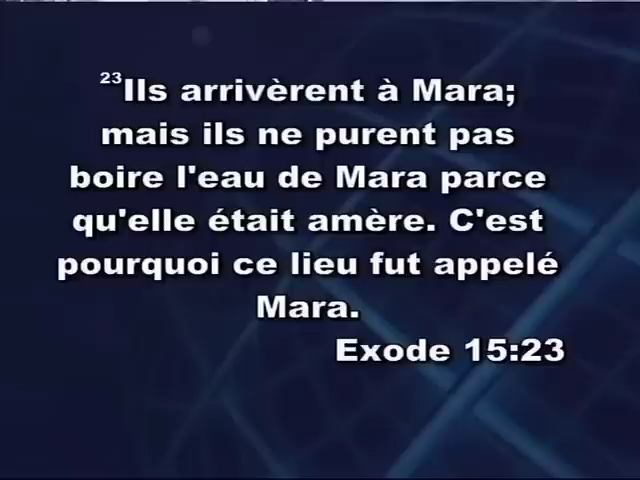 ²³Ils arrivèrent à Mara;
mais ils ne purent pas
boire l'eau de Mara parce
qu'elle était amère. C'est
pourquoi ce lieu fut appelé
Mara.
Exode 15:23